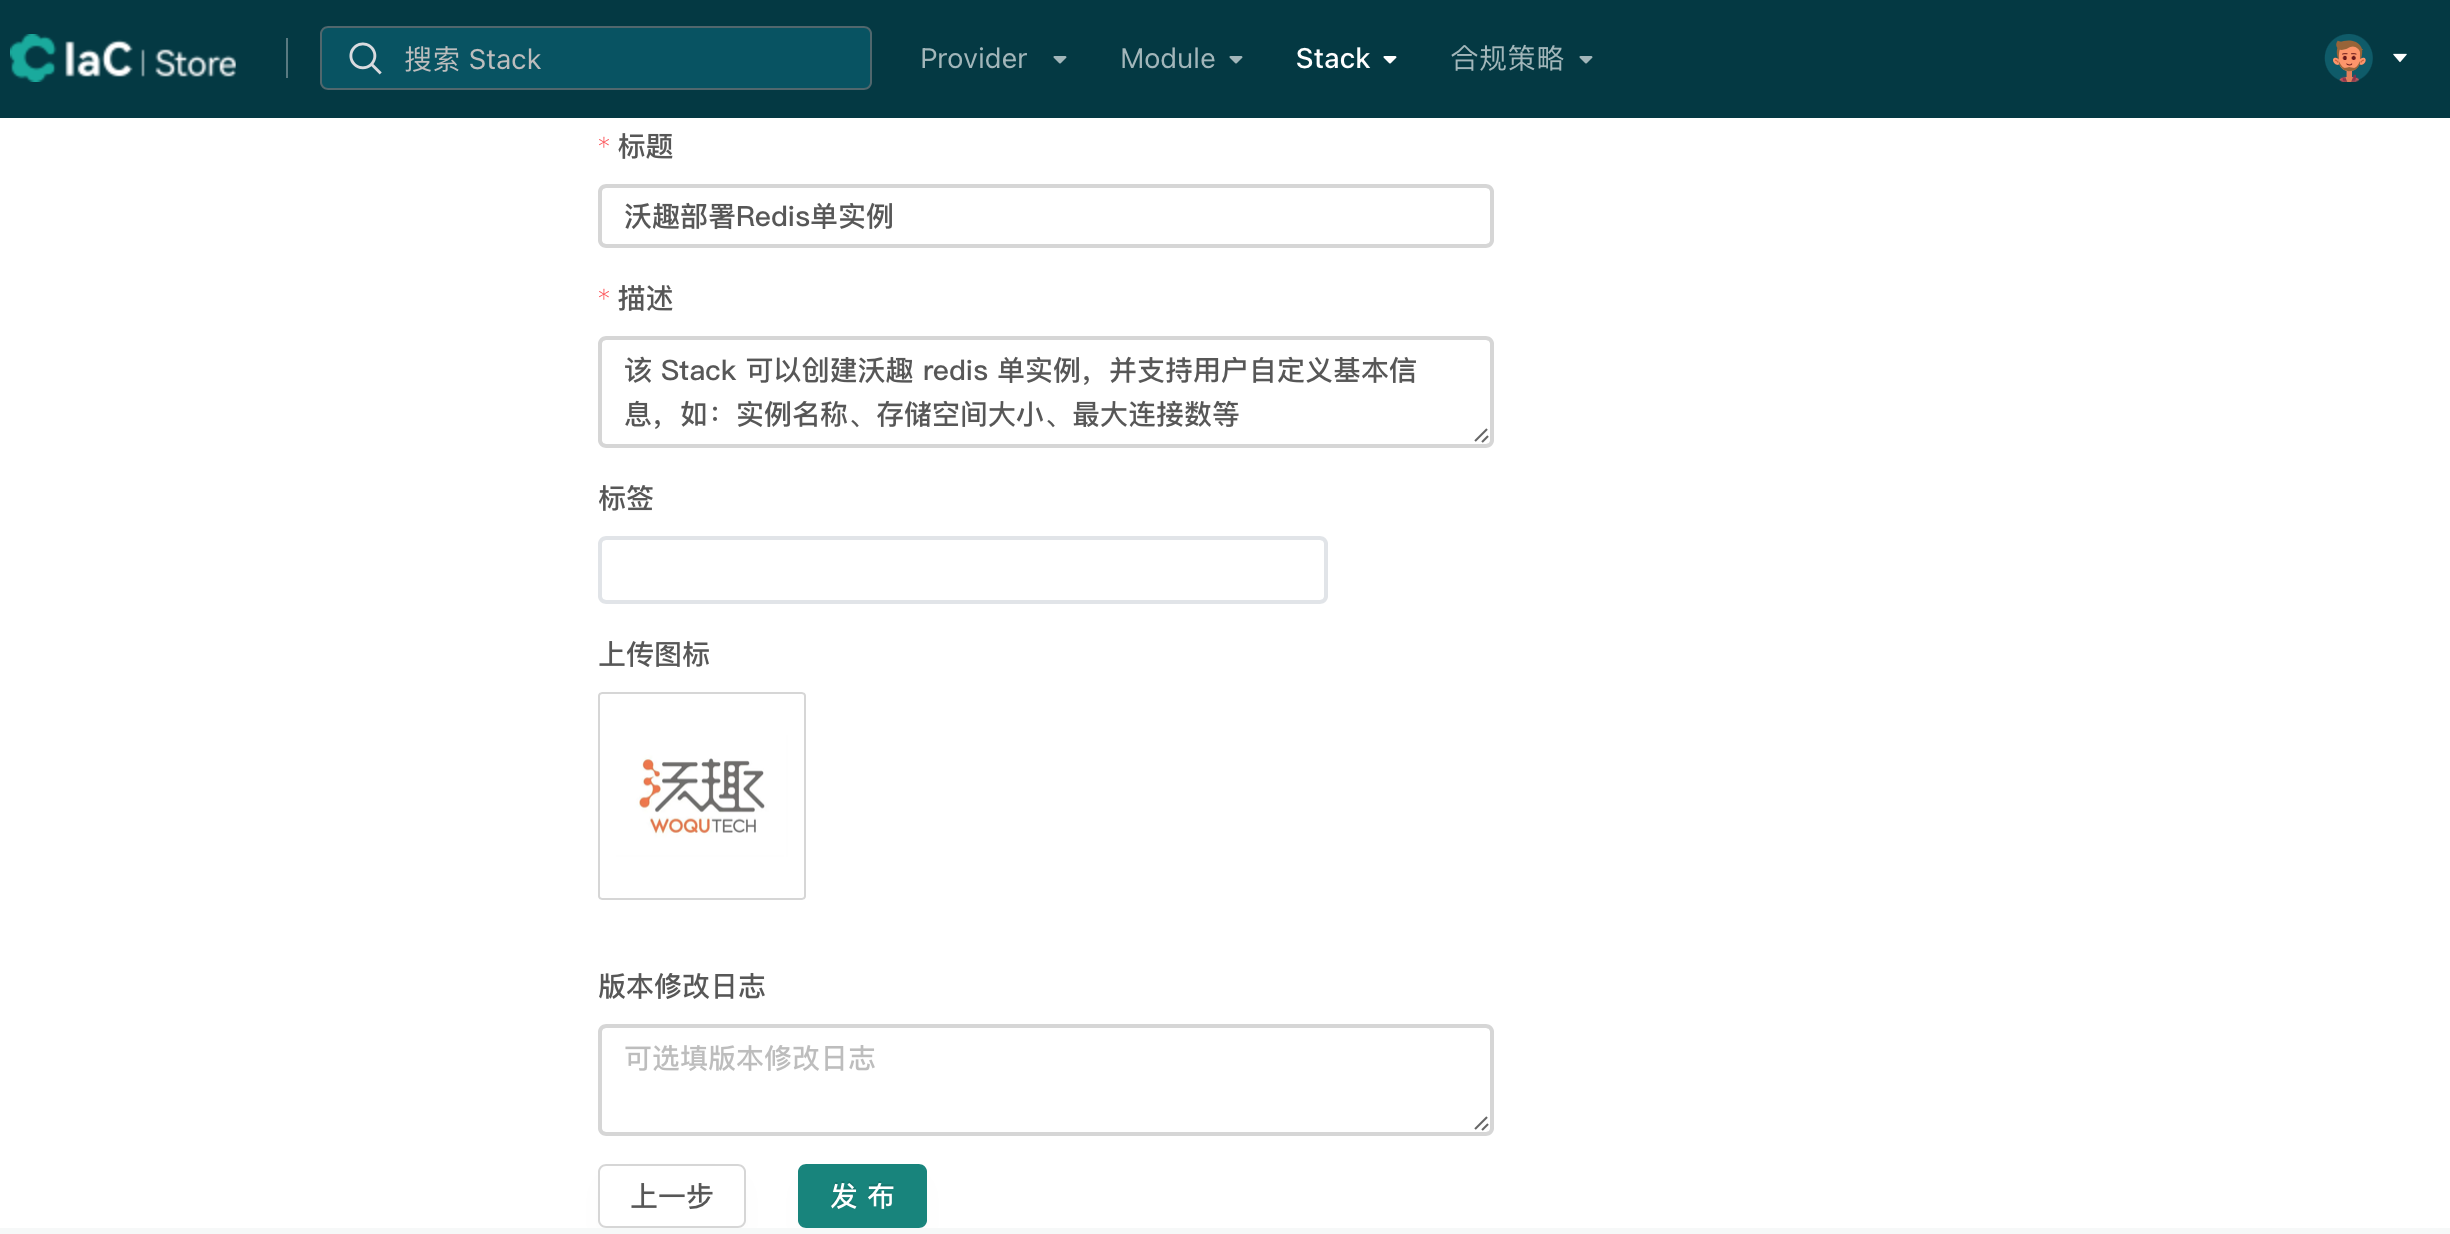 IaC | Store
搜索 Stack
Provider
Module
Stack
合规策略
* 标题
沃趣部署Redis单实例
* 描述
该 Stack 可以创建沃趣 redis 单实例，并支持用户自定义基本信
息，如：实例名称、存储空间大小、最大连接数等
标签
上传图标
沃趣
WOQUTECH
版本修改日志
可选填版本修改日志
上一步
发 布